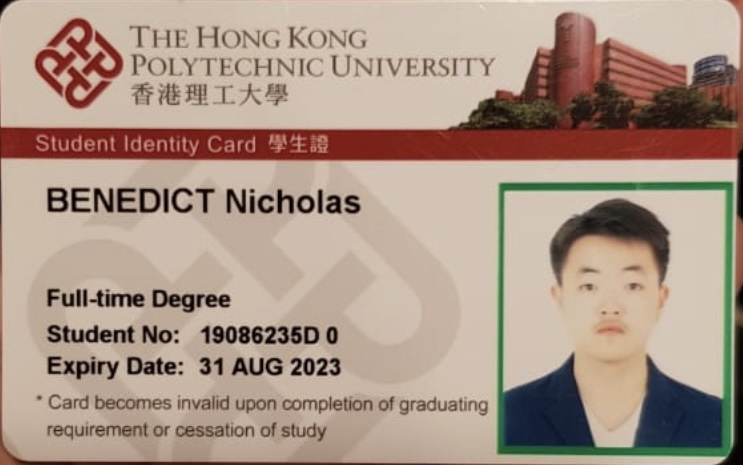 THE HONG KONG
POLYTECHNIC UNIVERSITY
香港理工大學
Student Identity Card 學生證
BENEDICT Nicholas
Full-time Degree
Student No: 19086235D 0
Expiry Date: 31 AUG 2023
* Card becomes invalid upon completion of graduating
requirement or cessation of study